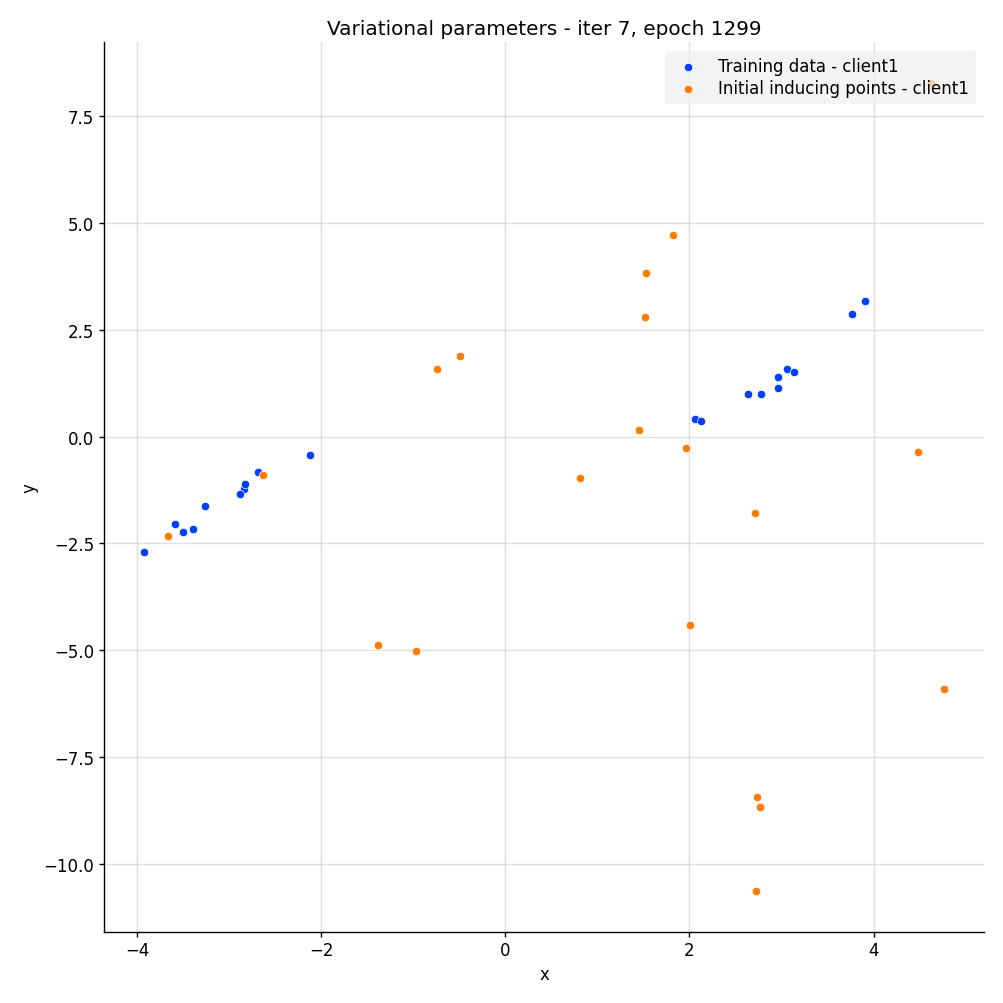 Variational parameters - iter 7, epoch 1299
Training data - client1
Initial inducing points - client1
7.5
5.0
2.5
0.0
−2.5
−5.0
−7.5
−10.0
y
−4
−2
0
2
4
x